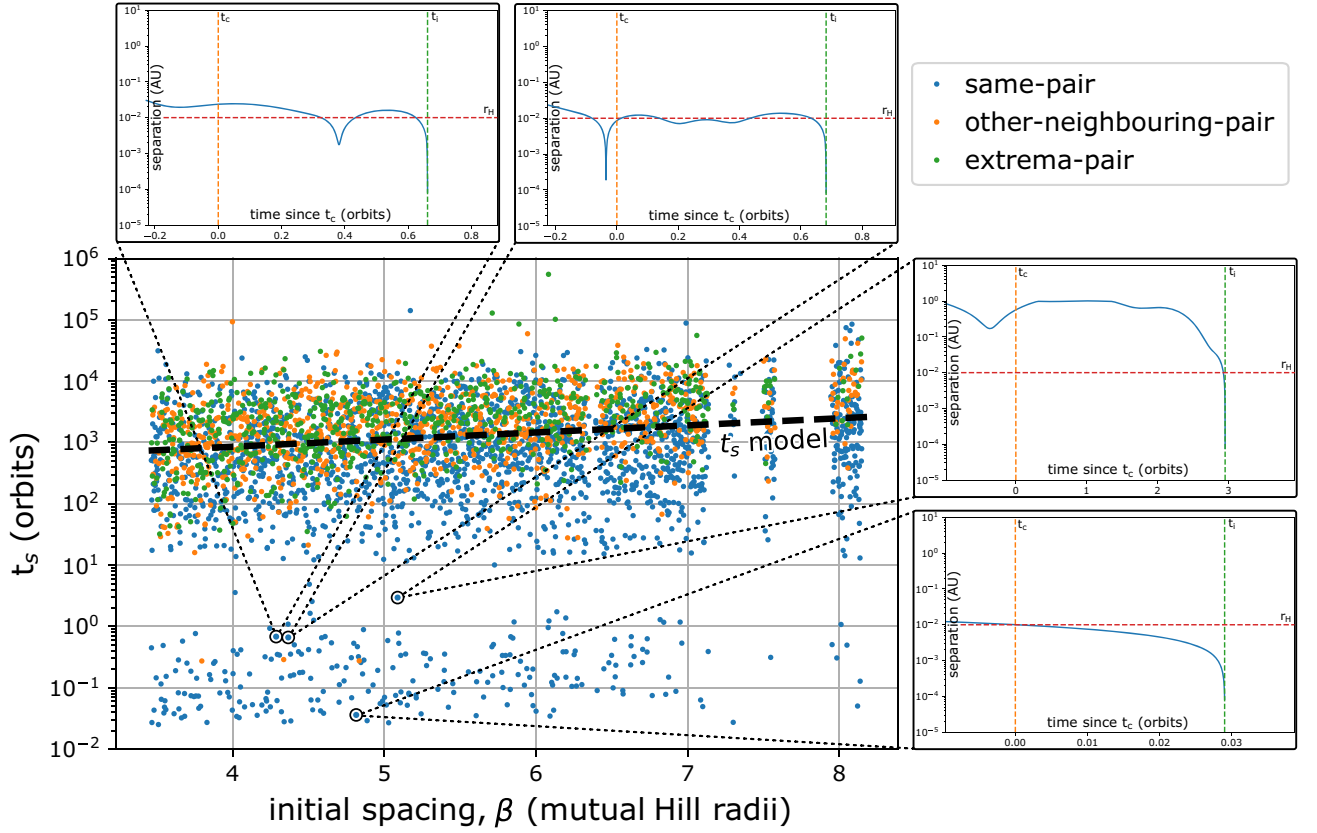 t_c
t_i
10^1
10^0
10^-1
10^-2
10^-3
10^-4
10^-5
separation (AU)
r_H
time since t_c (orbits)
−0.2 0.0 0.2 0.4 0.6 0.8
t_c
t_i
10^1
10^0
10^-1
10^-2
10^-3
10^-4
10^-5
separation (AU)
r_H
time since t_c (orbits)
−0.2 0.0 0.2 0.4 0.6 0.8
same-pair
other-neighbouring-pair
extrema-pair
10^6
10^5
10^4
10^3
10^2
10^1
10^0
10^-1
10^-2
t_s (orbits)
t_s model
4 5 6 7 8
initial spacing, β (mutual Hill radii)
t_c
t_i
10^1
10^0
10^-1
10^-2
10^-3
10^-4
10^-5
separation (AU)
r_H
time since t_c (orbits)
0 1 2 3
t_c
t_i
10^1
10^0
10^-1
10^-2
10^-3
10^-4
10^-5
separation (AU)
r_H
time since t_c (orbits)
0.00 0.01 0.02 0.03